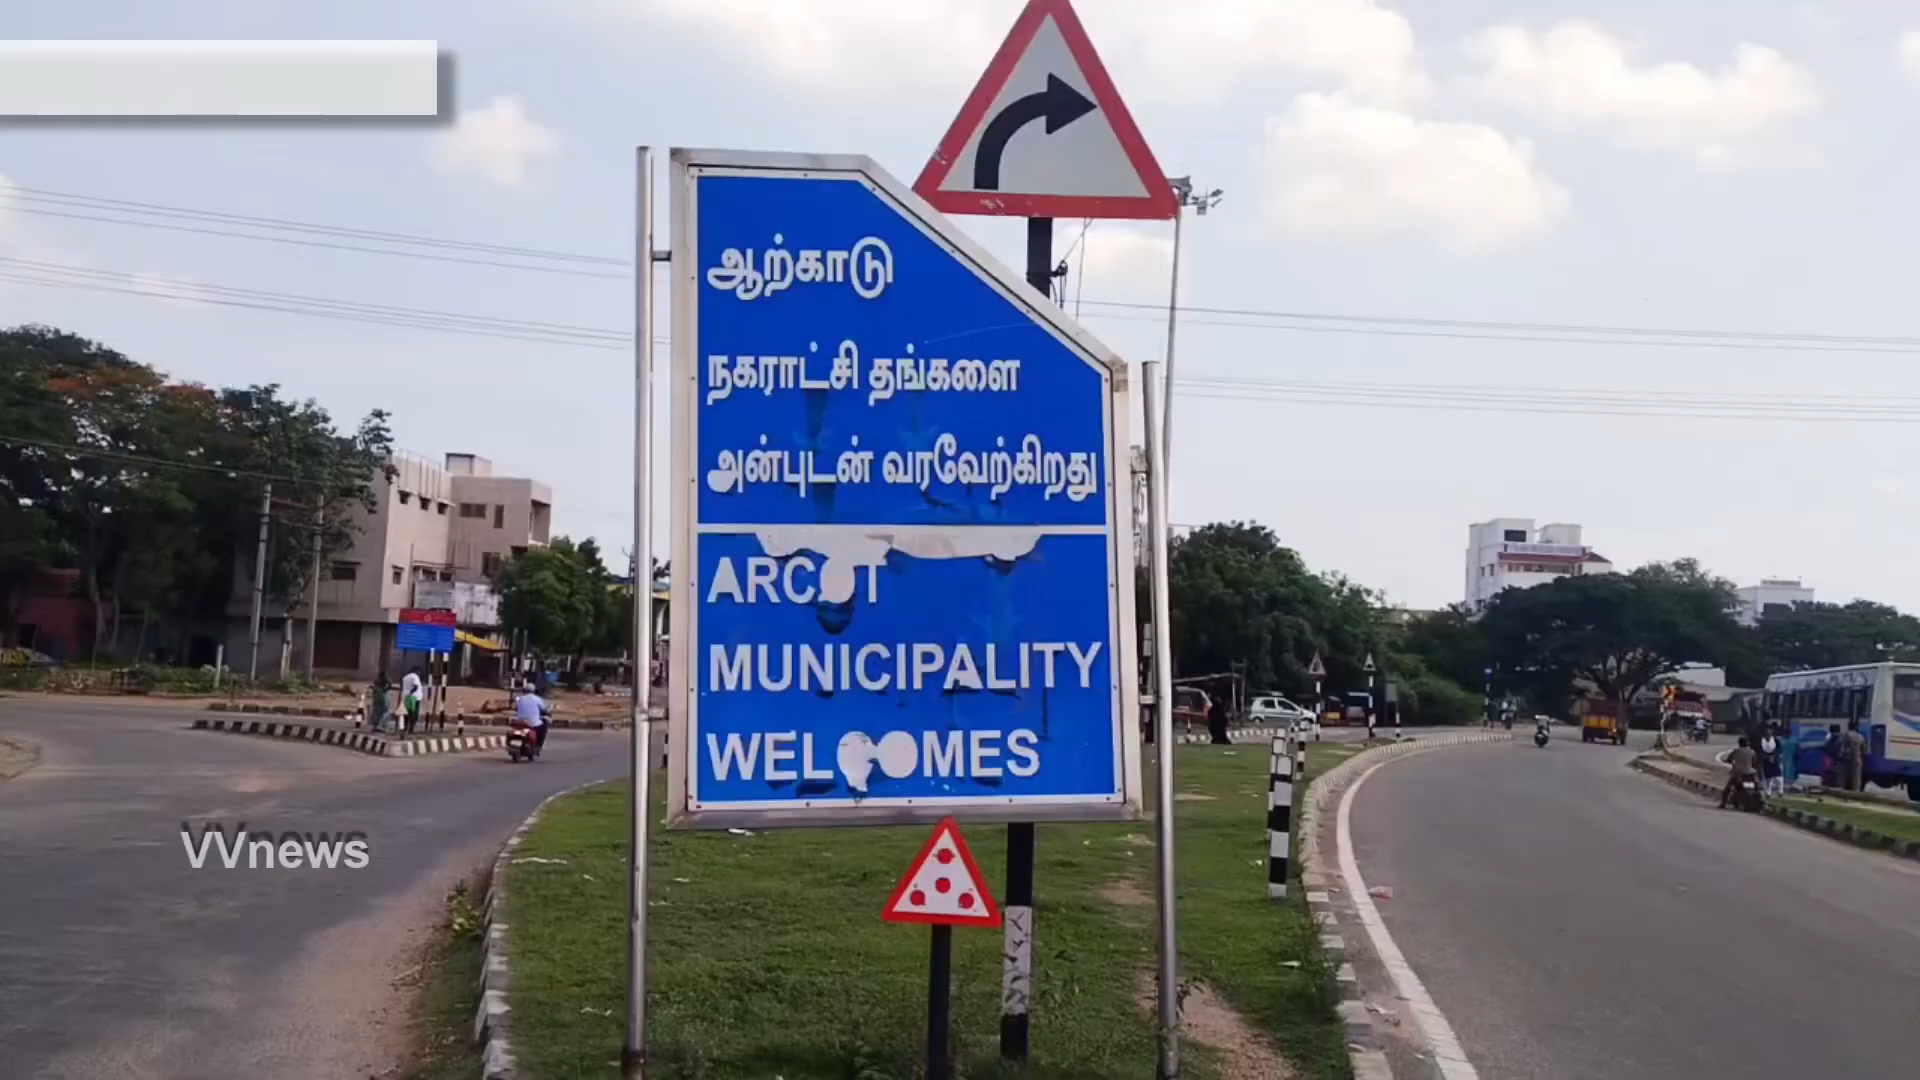 ஆற்காடு
நகராட்சி தங்களை
அன்புடன் வரவேற்கிறது
ARCOT
MUNICIPALITY
WELCOMES
VVnews